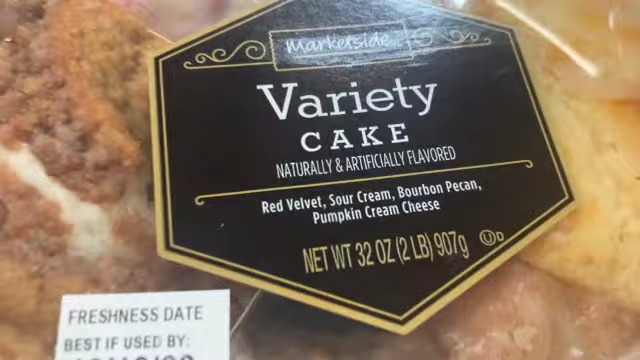 Marketside
Variety
CAKE
NATURALLY & ARTIFICIALLY FLAVORED
Red Velvet, Sour Cream, Bourbon Pecan,
Pumpkin Cream Cheese
NET WT 32 OZ (2 LB) 907g
U D
FRESHNESS DATE
BEST IF USED BY: